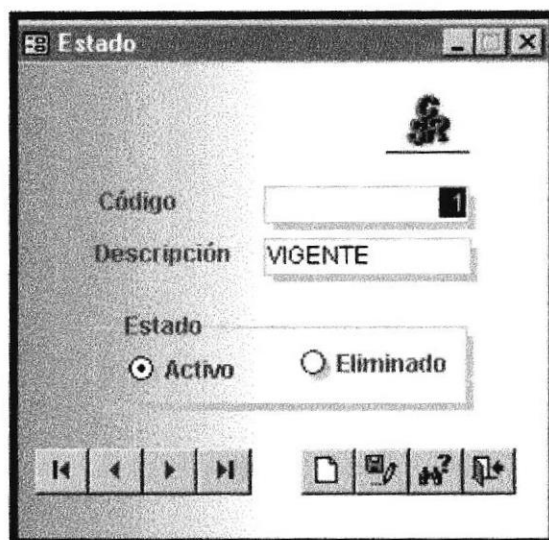 Estado
Código 1
Descripción VIGENTE
Estado
Activo Eliminado